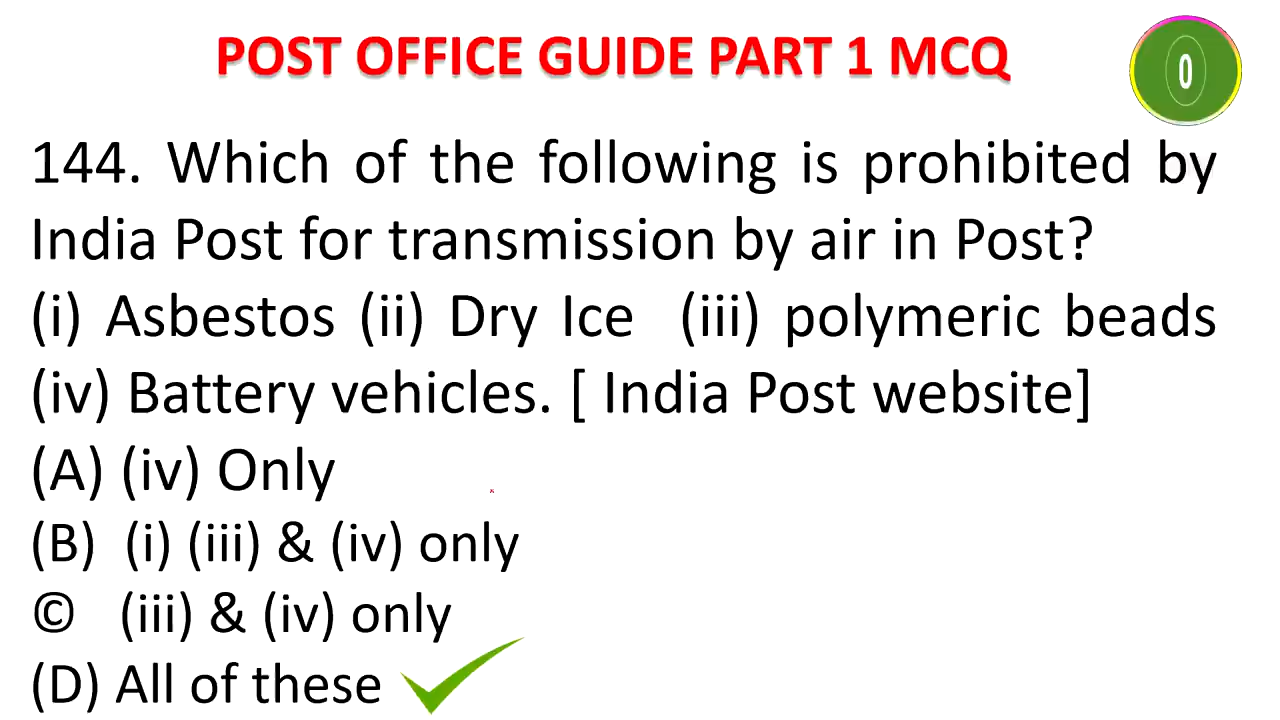 POST OFFICE GUIDE PART 1 MCQ
0
144. Which of the following is prohibited by
India Post for transmission by air in Post?
(i) Asbestos (ii) Dry Ice (iii) polymeric beads
(iv) Battery vehicles. [ India Post website]
(A) (iv) Only
(B) (i) (iii) & (iv) only
© (iii) & (iv) only
(D) All of these